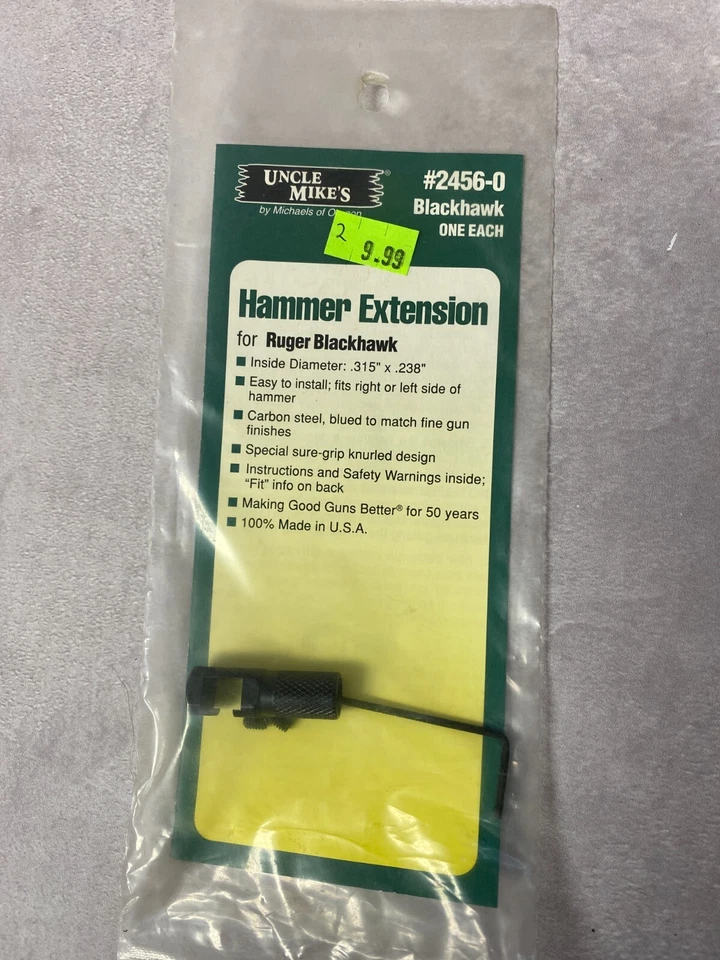 UNCLE
MIKE'S®
by Michaels of
#2456-0
Blackhawk
ONE EACH
2
9.99
Hammer Extension
for Ruger Blackhawk
■ Inside Diameter: .315" x .238"
■ Easy to install; fits right or left side of
hammer
■ Carbon steel, blued to match fine gun
finishes
■ Special sure-grip knurled design
■ Instructions and Safety Warnings inside;
"Fit" info on back
■ Making Good Guns Better® for 50 years
■ 100% Made in U.S.A.